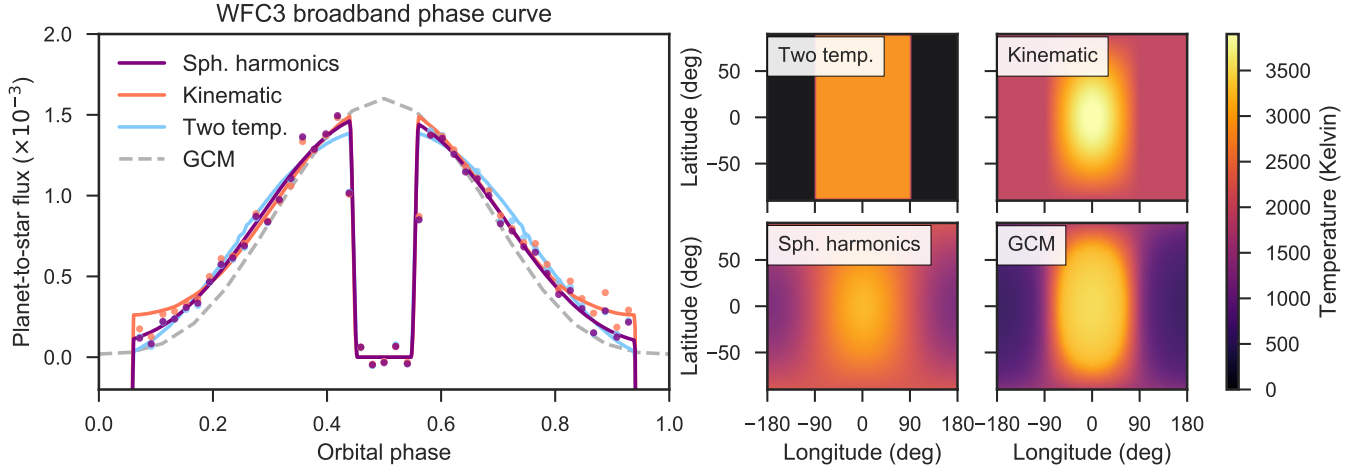 WFC3 broadband phase curve
Planet-to-star flux (×10⁻³)
2.0
1.5
1.0
0.5
0.0
Sph. harmonics
Kinematic
Two temp.
GCM
0.0 0.2 0.4 0.6 0.8 1.0
Orbital phase
Two temp.
Kinematic
Latitude (deg)
50
0
−50
Sph. harmonics
GCM
Latitude (deg)
50
0
−50
−180 −90 0 90 180
−180 −90 0 90 180
Longitude (deg)
Longitude (deg)
3500
3000
2500
2000
1500
1000
500
0
Temperature (Kelvin)